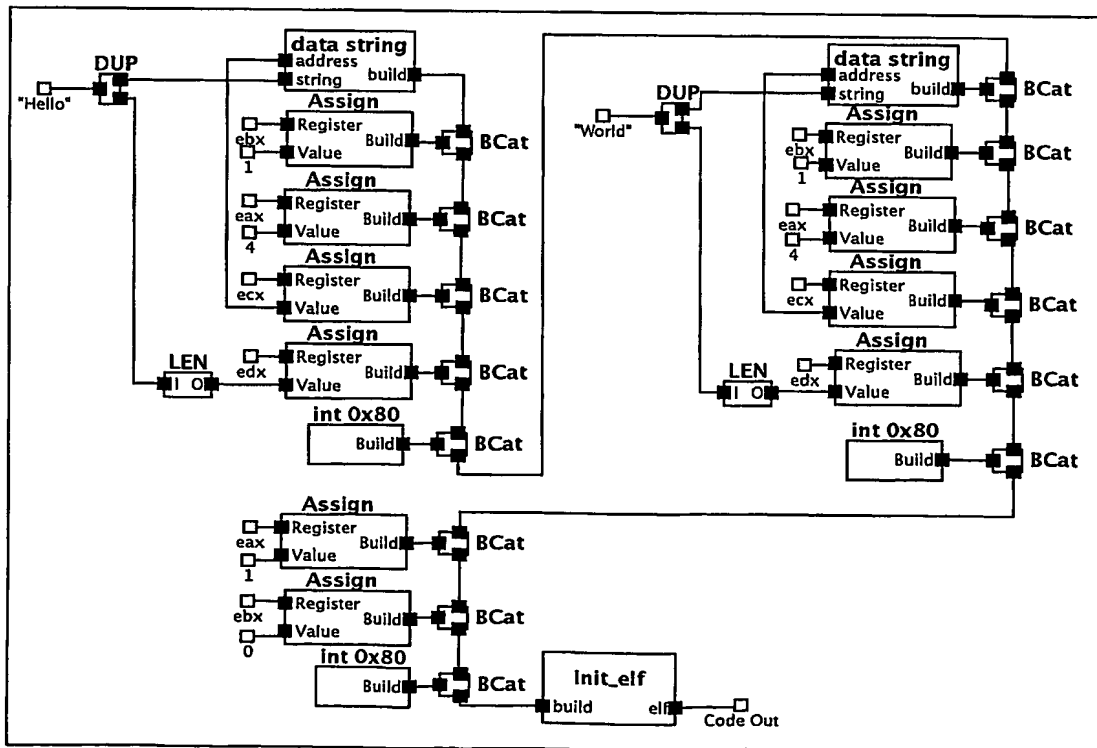 data string
DUP
address
string
build
"Hello"
Assign
ebx
Register
Value
1
Build
BCat
Assign
eax
Register
Value
4
Build
BCat
Assign
ecx
Register
Value
Build
BCat
Assign
edx
Register
Value
Build
BCat
LEN
I O
int 0x80
Build
BCat
data string
DUP
address
string
build
BCat
"World"
Assign
ebx
Register
Value
1
Build
BCat
Assign
eax
Register
Value
4
Build
BCat
Assign
ecx
Register
Value
Build
BCat
Assign
edx
Register
Value
Build
BCat
LEN
I O
int 0x80
Build
BCat
Assign
eax
Register
Value
1
Build
BCat
Assign
ebx
Register
Value
0
Build
BCat
int 0x80
Build
BCat
Init_elf
build
elf
Code Out